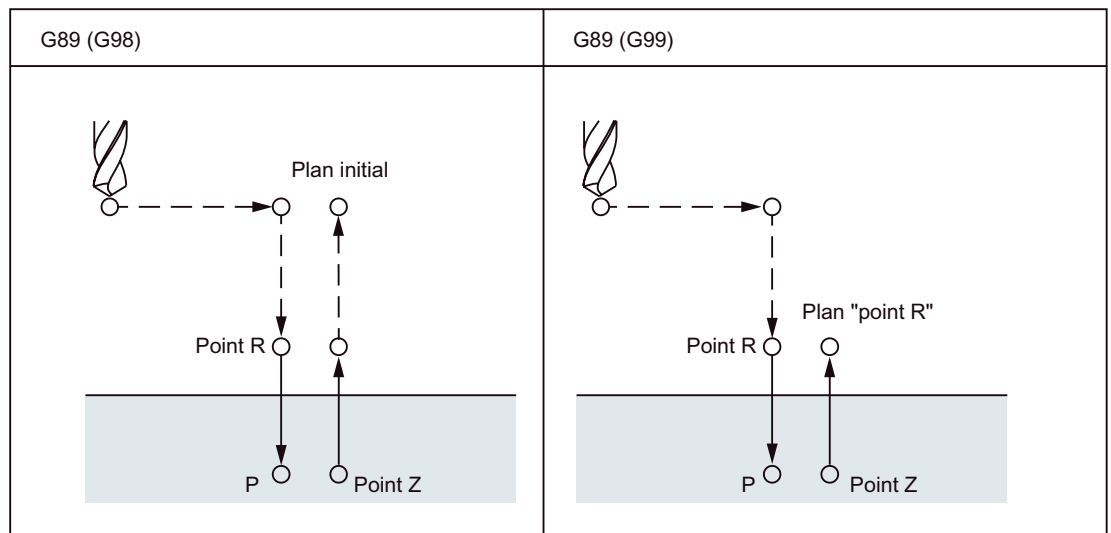 G89 (G98)
G89 (G99)
Plan initial
Point R
P
Point Z
Plan "point R"
Point R
P
Point Z